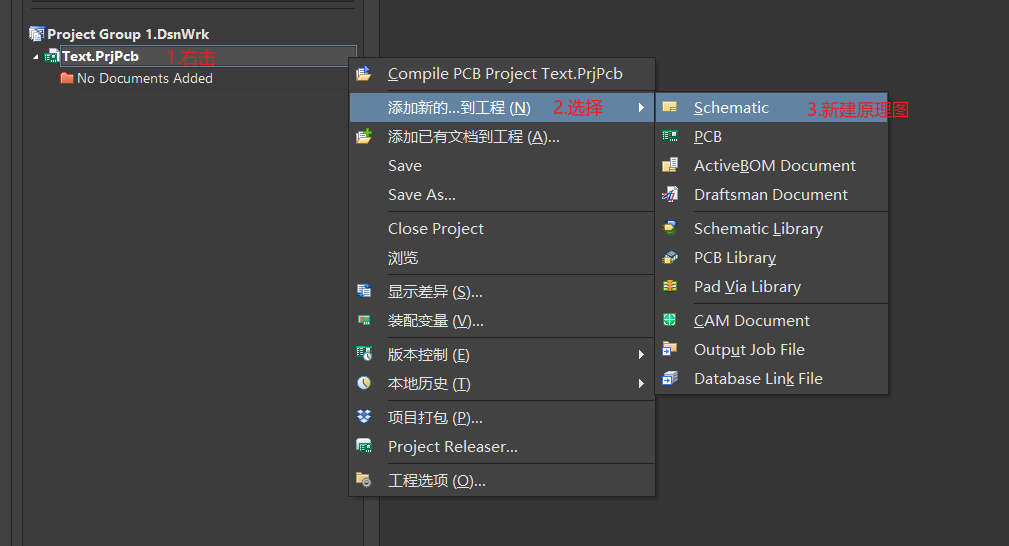 Project Group 1.DsnWrk
Text.PrjPcb 1.右击
No Documents Added
Compile PCB Project Text.PrjPcb
添加新的...到工程 (N) 2.选择
添加已有文档到工程 (A)...
Save
Save As...
Close Project
浏览
显示差异 (S)...
装配变量 (V)...
版本控制 (E)
本地历史 (T)
项目打包 (P)...
Project Releaser...
工程选项 (O)...
Schematic 3.新建原理图
PCB
ActiveBOM Document
Draftsman Document
Schematic Library
PCB Library
Pad Via Library
CAM Document
Output Job File
Database Link File